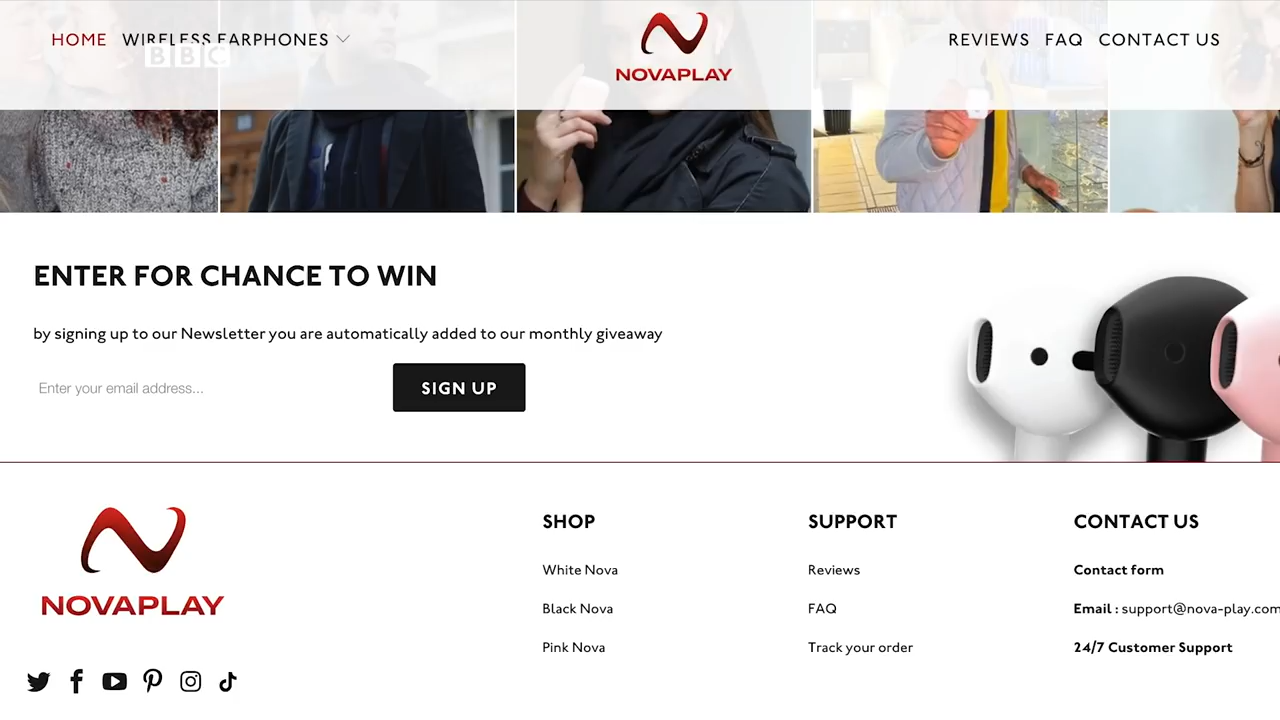 HOME WIRELESS EARPHONES
BBC
NOVAPLAY
REVIEWS FAQ CONTACT US
ENTER FOR CHANCE TO WIN
by signing up to our Newsletter you are automatically added to our monthly giveaway
Enter your email address...
SIGN UP
NOVAPLAY
SHOP
White Nova
Black Nova
Pink Nova
SUPPORT
Reviews
FAQ
Track your order
CONTACT US
Contact form
Email : support@nova-play.com
24/7 Customer Support